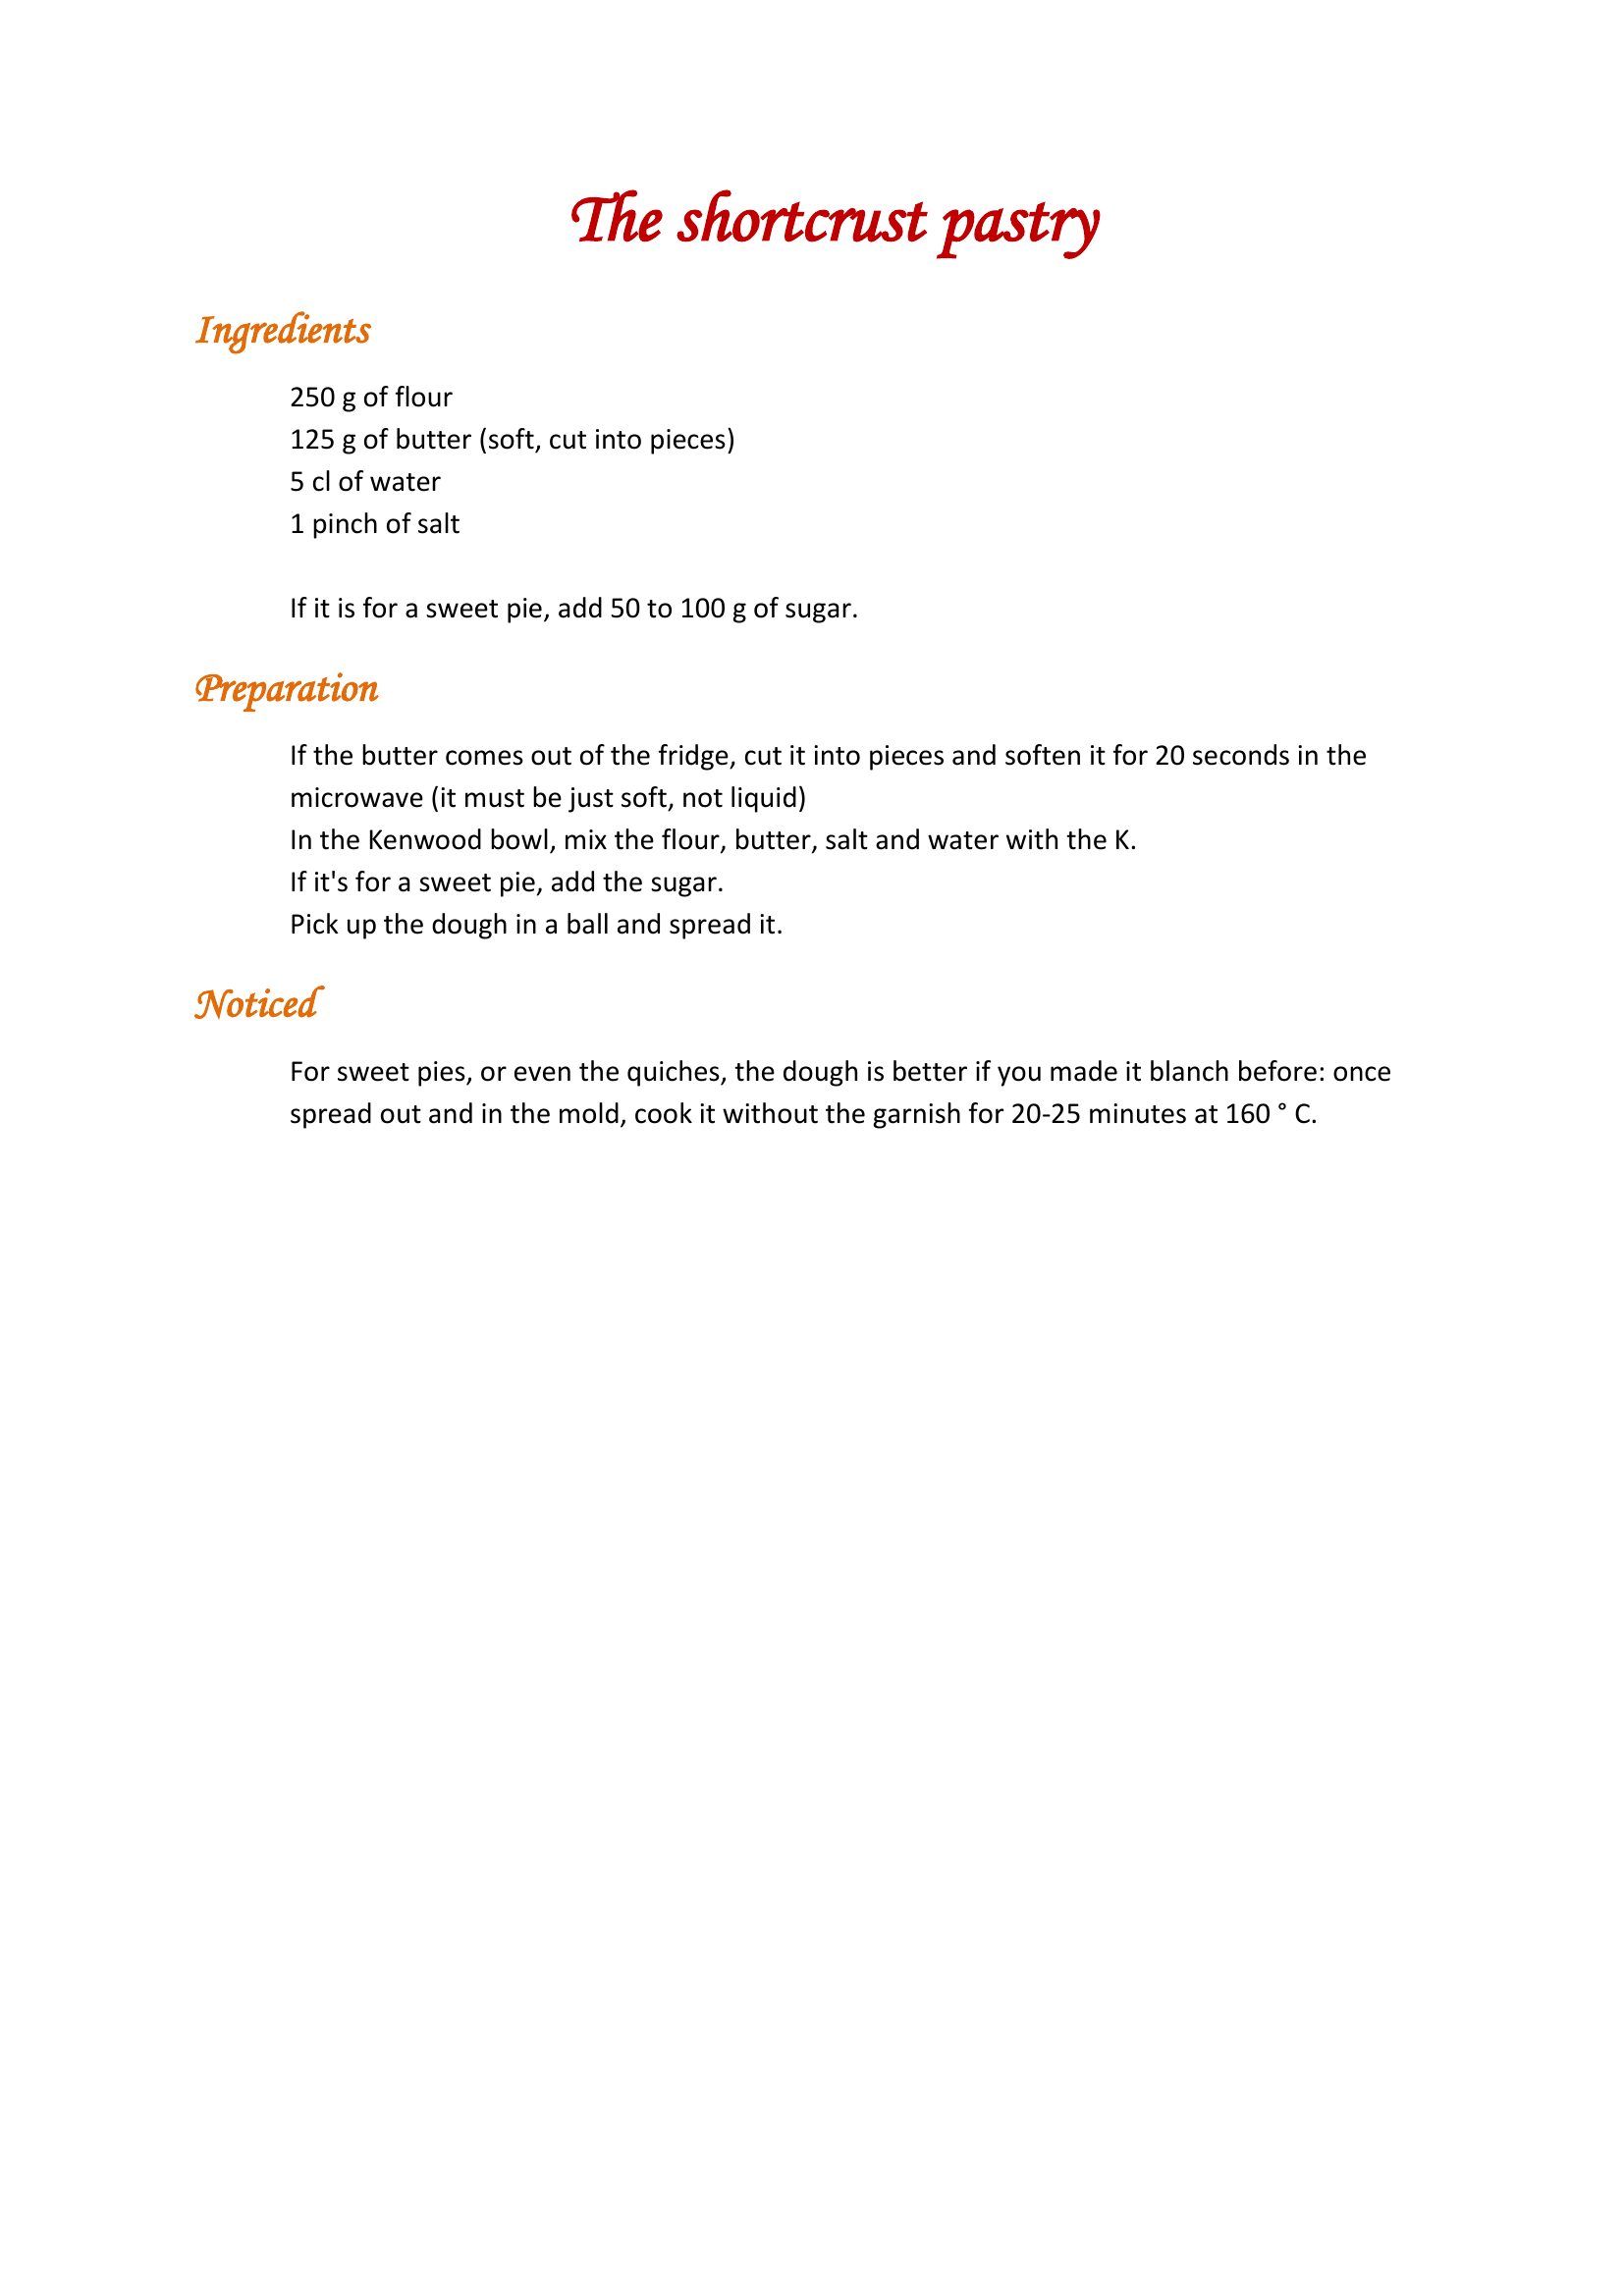 The shortcrust pastry
Ingredients
250 g of flour
125 g of butter (soft, cut into pieces)
5 cl of water
1 pinch of salt
If it is for a sweet pie, add 50 to 100 g of sugar.
Preparation
If the butter comes out of the fridge, cut it into pieces and soften it for 20 seconds in the
microwave (it must be just soft, not liquid)
In the Kenwood bowl, mix the flour, butter, salt and water with the K.
If it's for a sweet pie, add the sugar.
Pick up the dough in a ball and spread it.
Noticed
For sweet pies, or even the quiches, the dough is better if you made it blanch before: once
spread out and in the mold, cook it without the garnish for 20-25 minutes at 160 ° C.